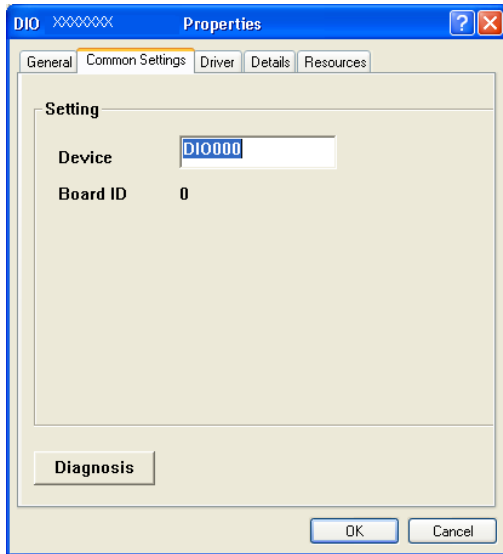 DIO XXXXXXX Properties
General Common Settings Driver Details Resources
Setting
Device DIO000
Board ID 0
Diagnosis
OK Cancel